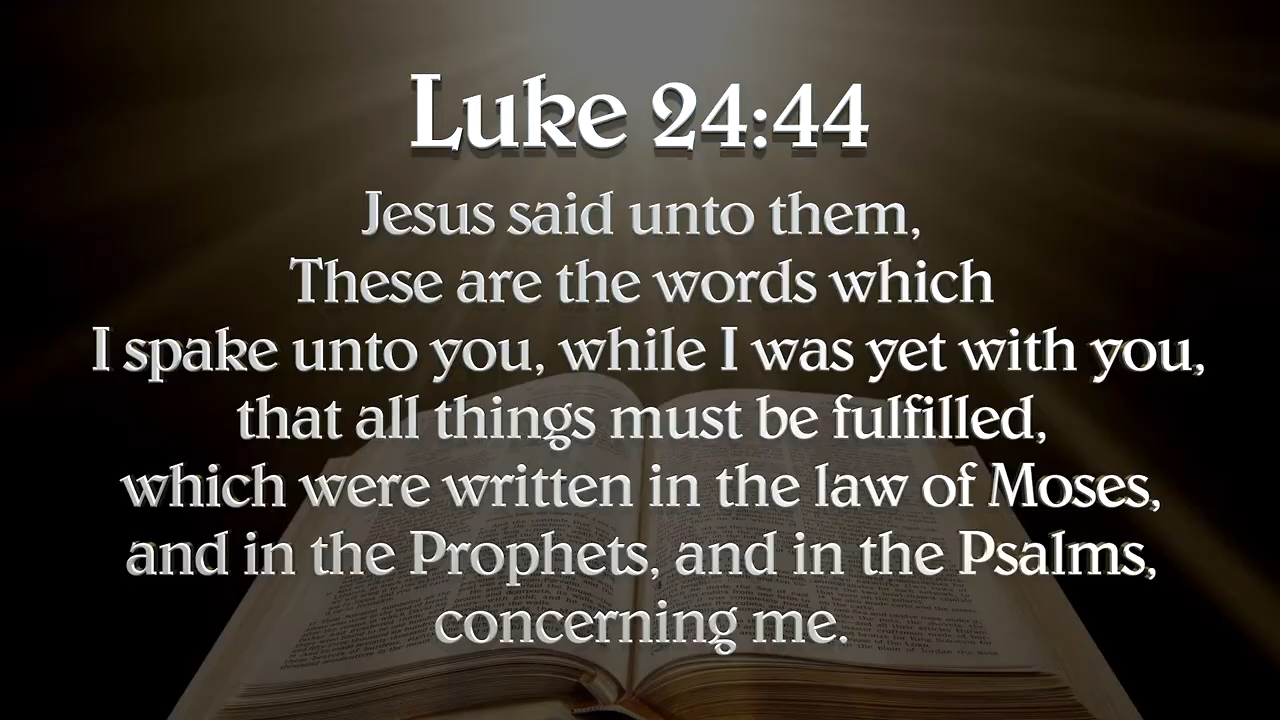 Luke 24:44
Jesus said unto them,
These are the words which
I spake unto you, while I was yet with you,
that all things must be fulfilled,
which were written in the law of Moses,
and in the Prophets, and in the Psalms,
concerning me.